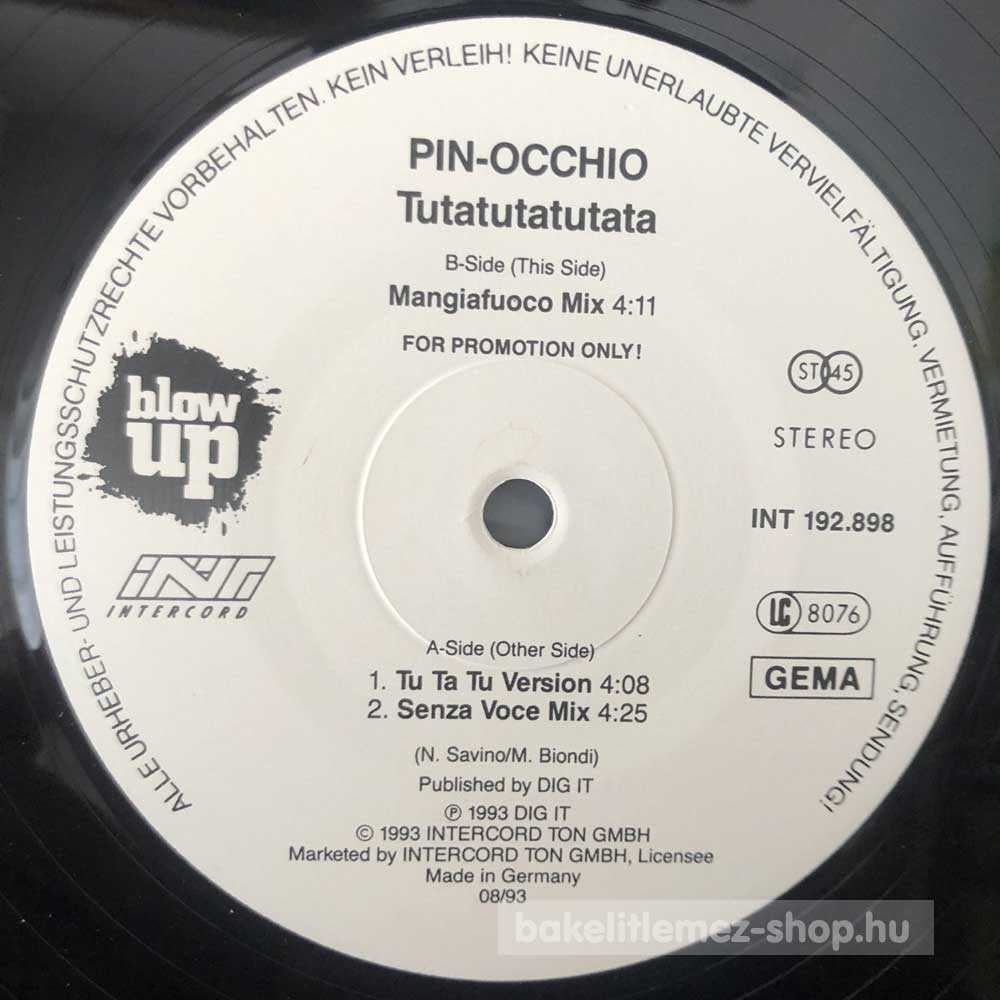 ALLE URHEBER- UND LEISTUNGSSCHUTZRECHTE VORBEHALTEN. KEIN VERLEIH! KEINE UNERLAUBTE VERVIELFÄLTIGUNG, VERMIETUNG, AUFFÜHRUNG, SENDUNG!
PIN-OCCHIO
Tutatutatutata
B-Side (This Side)
Mangiafuoco Mix 4:11
FOR PROMOTION ONLY!
blow
up
INT
INTERCORD
ST 45
STEREO
INT 192.898
LC 8076
GEMA
A-Side (Other Side)
1. Tu Ta Tu Version 4:08
2. Senza Voce Mix 4:25
(N. Savino/M. Biondi)
Published by DIG IT
℗ 1993 DIG IT
© 1993 INTERCORD TON GMBH
Marketed by INTERCORD TON GMBH, Licensee
Made in Germany
08/93
bakelitlemez-shop.hu